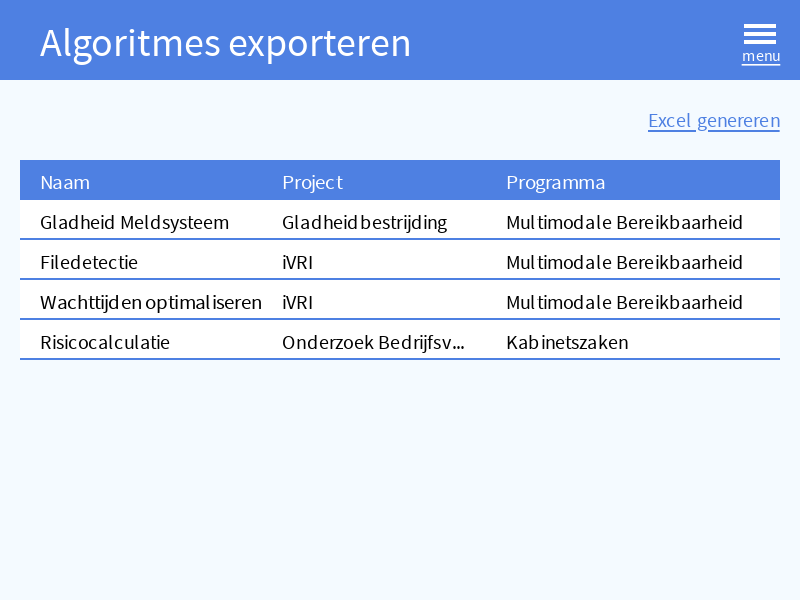 Algoritmes exporteren
menu
Excel genereren
Naam Project Programma
Gladheid Meldsysteem Gladheidbestrijding Multimodale Bereikbaarheid
Filedetectie iVRI Multimodale Bereikbaarheid
Wachttijden optimaliseren iVRI Multimodale Bereikbaarheid
Risicocalculatie Onderzoek Bedrijfsv... Kabinetszaken